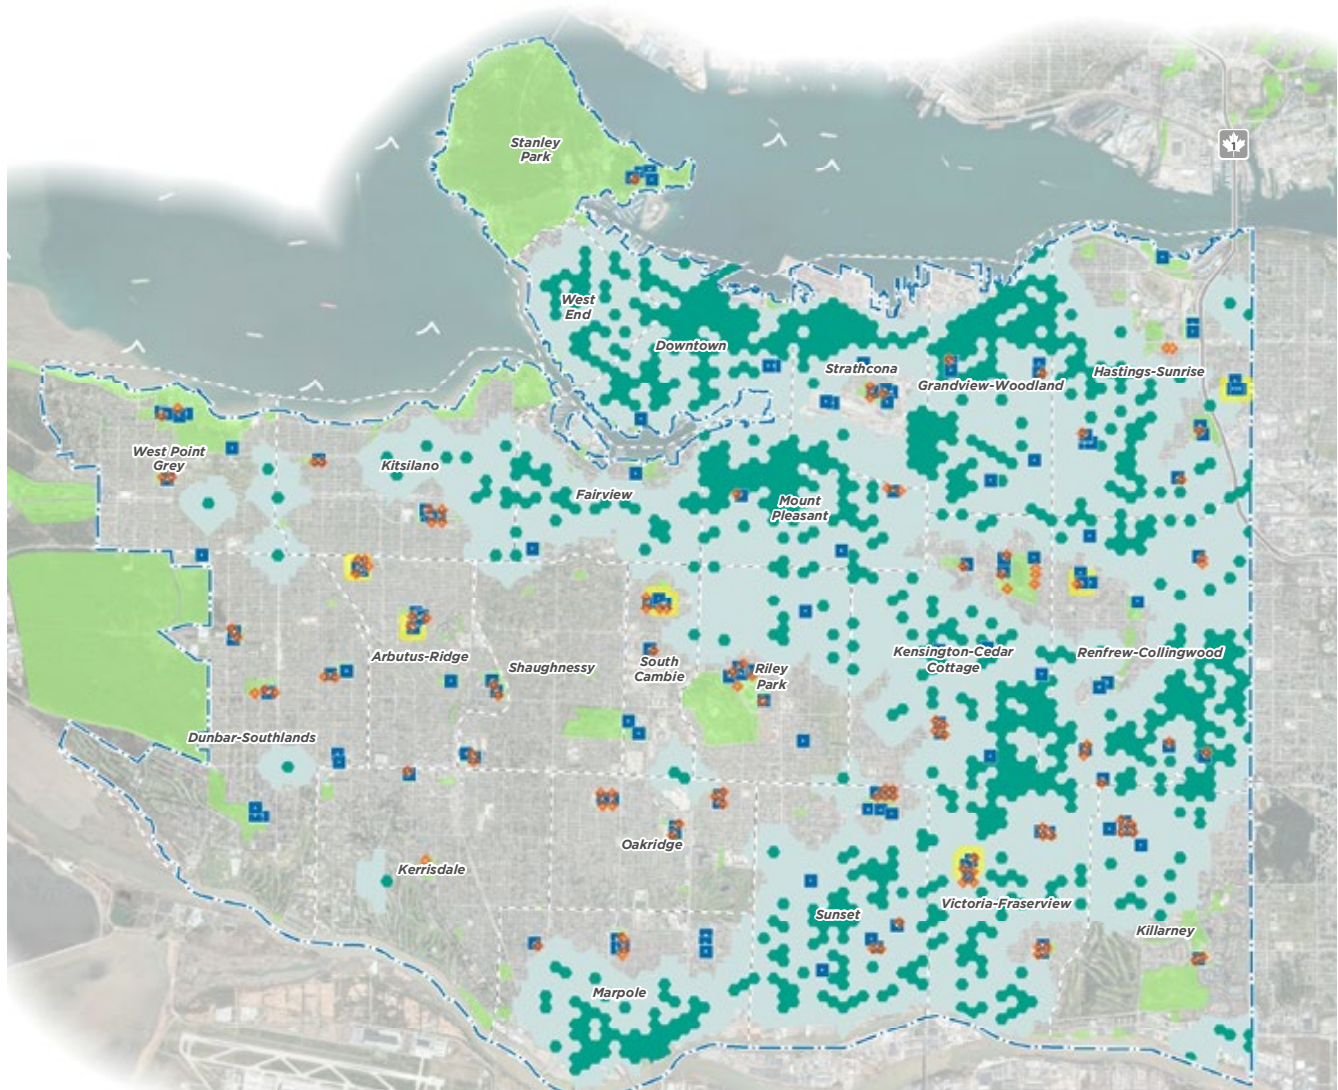 Stanley
Park
1
West
End
Downtown
Strathcona
Grandview-Woodland
Hastings-Sunrise
West Point
Grey
Kitsilano
Fairview
Mount
Pleasant
Arbutus-Ridge
Shaughnessy
South
Cambie
Riley
Park
Kensington-Cedar
Cottage
Renfrew-Collingwood
Dunbar-Southlands
Oakridge
Kerrisdale
Sunset
Victoria-Fraserview
Killarney
Marpole